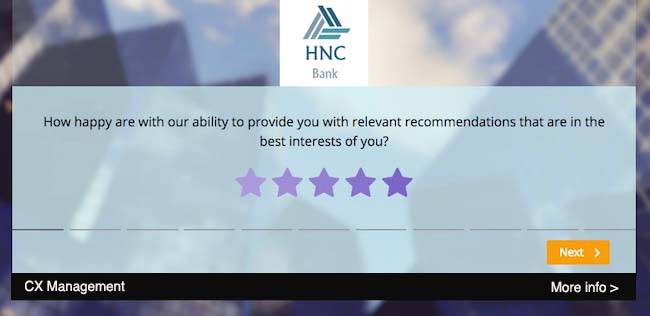 HNC
Bank
How happy are with our ability to provide you with relevant recommendations that are in the
best interests of you?
Next >
CX Management
More info >